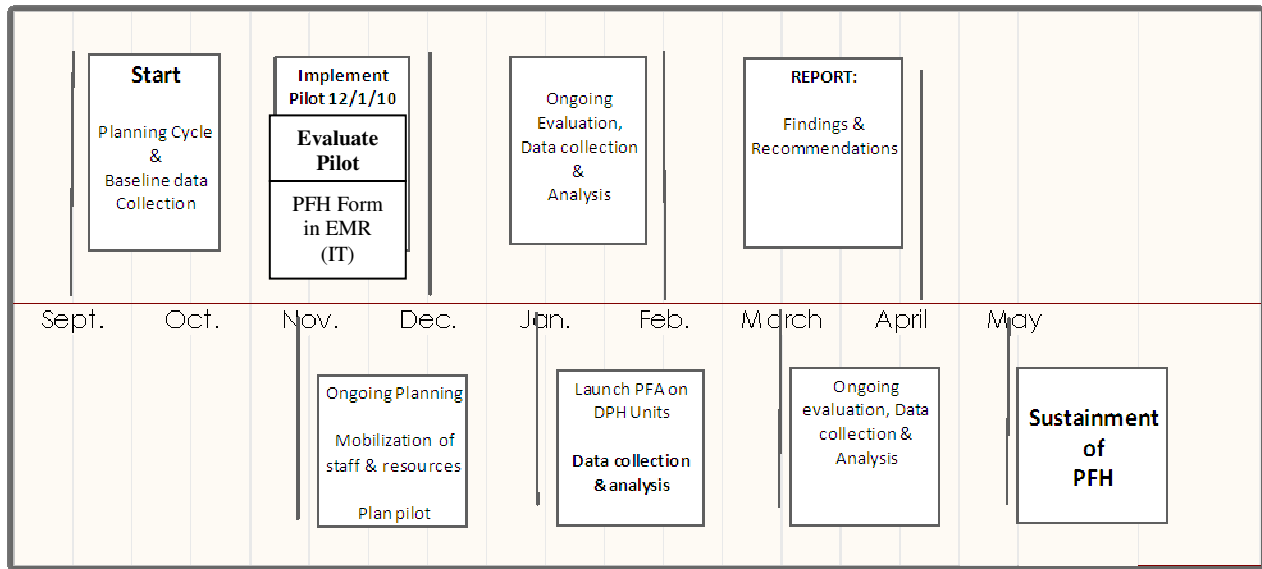 Start
Planning Cycle
&
Baseline data
Collection
Implement
Pilot 12/1/10
Evaluate
Pilot
PFH Form
in EMR
(IT)
Ongoing
Evaluation,
Data collection
&
Analysis
REPORT:
Findings &
Recommendations
Sept. Oct. Nov. Dec. Jan. Feb. March April May
Ongoing Planning
Mobilization of
staff & resources
Plan pilot
Launch PFA on
DPH Units
Data collection
& analysis
Ongoing
evaluation, Data
collection &
Analysis
Sustainment
of
PFH